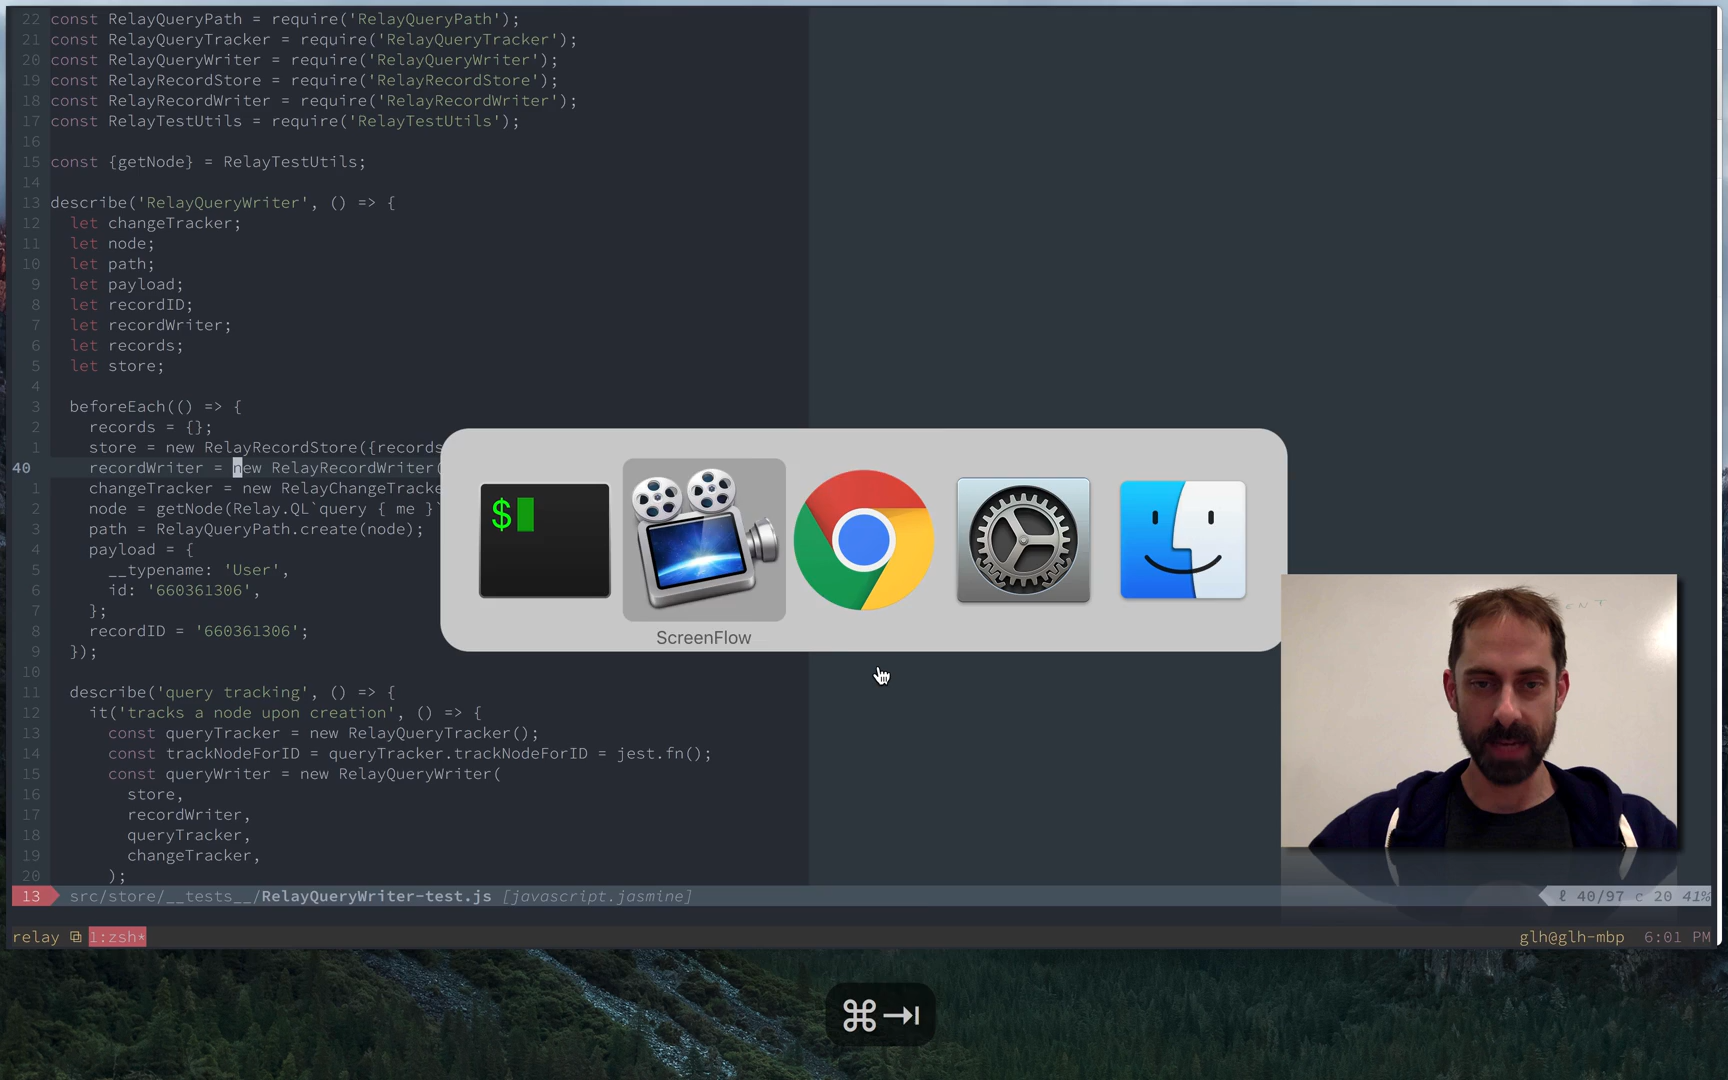 22 const RelayQueryPath = require('RelayQueryPath');
21 const RelayQueryTracker = require('RelayQueryTracker');
20 const RelayQueryWriter = require('RelayQueryWriter');
19 const RelayRecordStore = require('RelayRecordStore');
18 const RelayRecordWriter = require('RelayRecordWriter');
17 const RelayTestUtils = require('RelayTestUtils');
16
15 const {getNode} = RelayTestUtils;
14
13 describe('RelayQueryWriter', () => {
12 let changeTracker;
11 let node;
10 let path;
9 let payload;
8 let recordID;
7 let recordWriter;
6 let records;
5 let store;
4
3 beforeEach(() => {
2 records = {};
1 store = new RelayRecordStore({records
40 recordWriter = new RelayRecordWriter(
1 changeTracker = new RelayChangeTracke
2 node = getNode(Relay.QL`query { me }`
3 path = RelayQueryPath.create(node);
4 payload = {
5 __typename: 'User',
6 id: '660361306',
7 };
8 recordID = '660361306';
9 });
10
11 describe('query tracking', () => {
12 it('tracks a node upon creation', () => {
13 const queryTracker = new RelayQueryTracker();
14 const trackNodeForID = queryTracker.trackNodeForID = jest.fn();
15 const queryWriter = new RelayQueryWriter(
16 store,
17 recordWriter,
18 queryTracker,
19 changeTracker,
20 );
$
ScreenFlow
13 src/store/__tests__/RelayQueryWriter-test.js [javascript.jasmine] ℓ 40/97 c 20 41%
relay 1:zsh* glh@glh-mbp 6:01 PM
⌘⇥